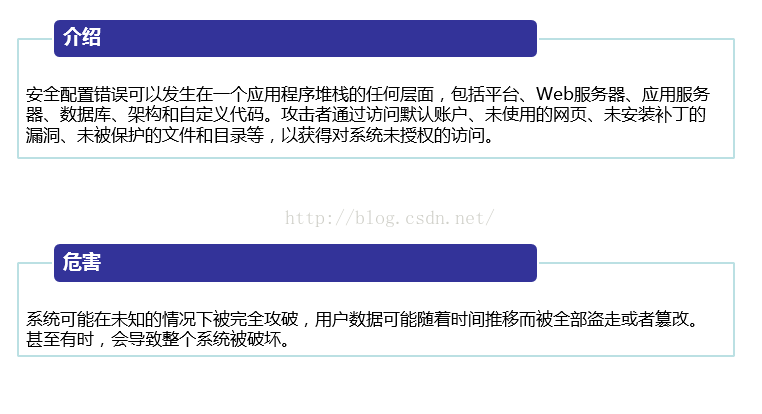 介绍
安全配置错误可以发生在一个应用程序堆栈的任何层面，包括平台、Web服务器、应用服务
器、数据库、架构和自定义代码。攻击者通过访问默认账户、未使用的网页、未安装补丁的
漏洞、未被保护的文件和目录等，以获得对系统未授权的访问。
http://blog.csdn.net/
危害
系统可能在未知的情况下被完全攻破，用户数据可能随着时间推移而被全部盗走或者篡改。
甚至有时，会导致整个系统被破坏。